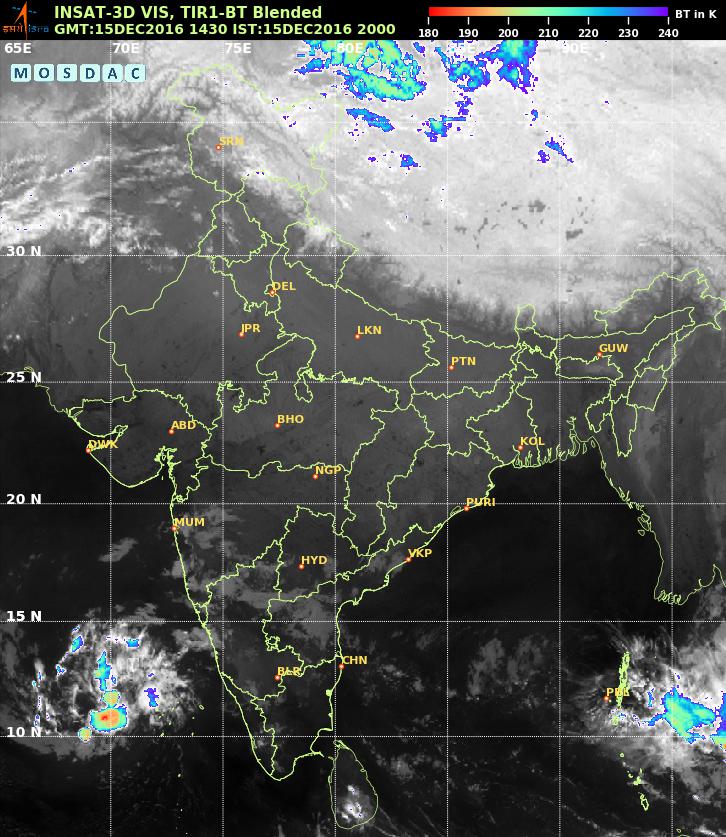 INSAT-3D VIS, TIR1-BT Blended
GMT:15DEC2016 1430 IST:15DEC2016 2000
BT in K
180 190 200 210 220 230 240
65E 70E 75E 80E 85E 90E
M O S D A C
SRN
30 N
DEL
JPR LKN
GUW
PTN
25 N
ABD BHO
DWK KOL
NGP
20 N PURI
MUM
VKP
HYD
15 N
CHN
BLR
PBL
10 N